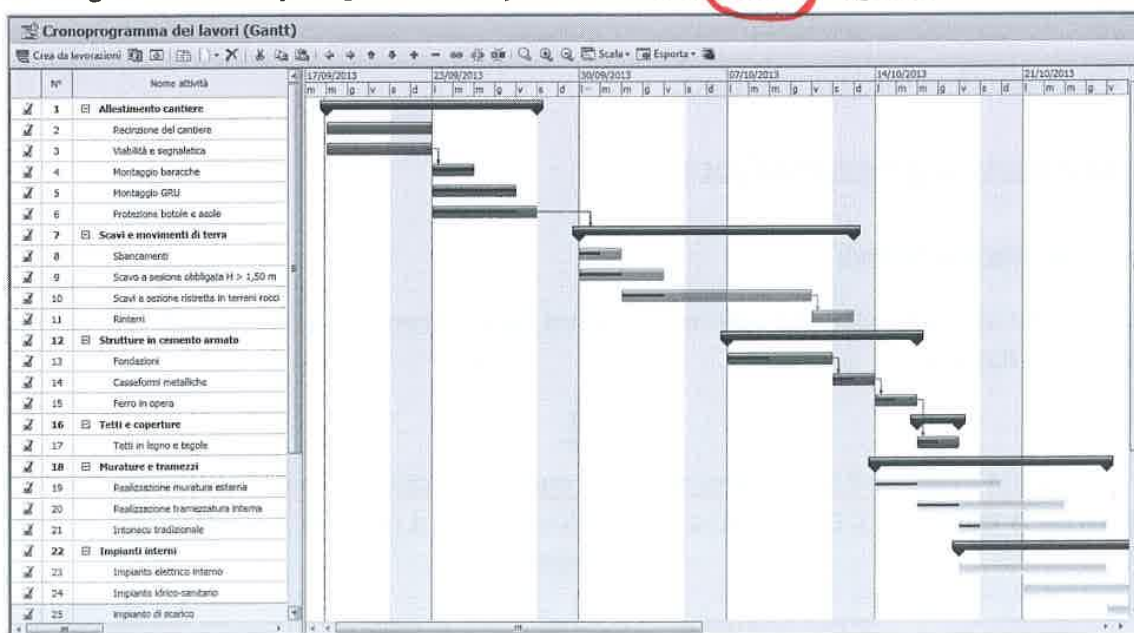 Cronoprogramma dei lavori (Gantt)
Crea da lavorazioni Scala Esporta
N° Nome attività
17/09/2013 23/09/2013 30/09/2013 07/10/2013 14/10/2013 21/10/2013
m m g v s d l m m g v s d l m m g v s d l m m g v s d l m m g v s d l m m g v
1 Allestimento cantiere
2 Recinzione del cantiere
3 Viabilità e segnaletica
4 Montaggio baracche
5 Montaggio GRU
6 Protezione botole e asole
7 Scavi e movimenti di terra
8 Sbancamenti
9 Scavo a sezione obbligata H > 1,50 m
10 Scavi a sezione ristretta in terreni rocci
11 Rinterri
12 Strutture in cemento armato
13 Fondazioni
14 Casseformi metalliche
15 Ferro in opera
16 Tetti e coperture
17 Tetti in legno e tegole
18 Murature e tramezzi
19 Realizzazione muratura esterna
20 Realizzazione tramezzatura interna
21 Intonaco tradizionale
22 Impianti interni
23 Impianto elettrico interno
24 Impianto idrico-sanitario
25 Impianto di scarico